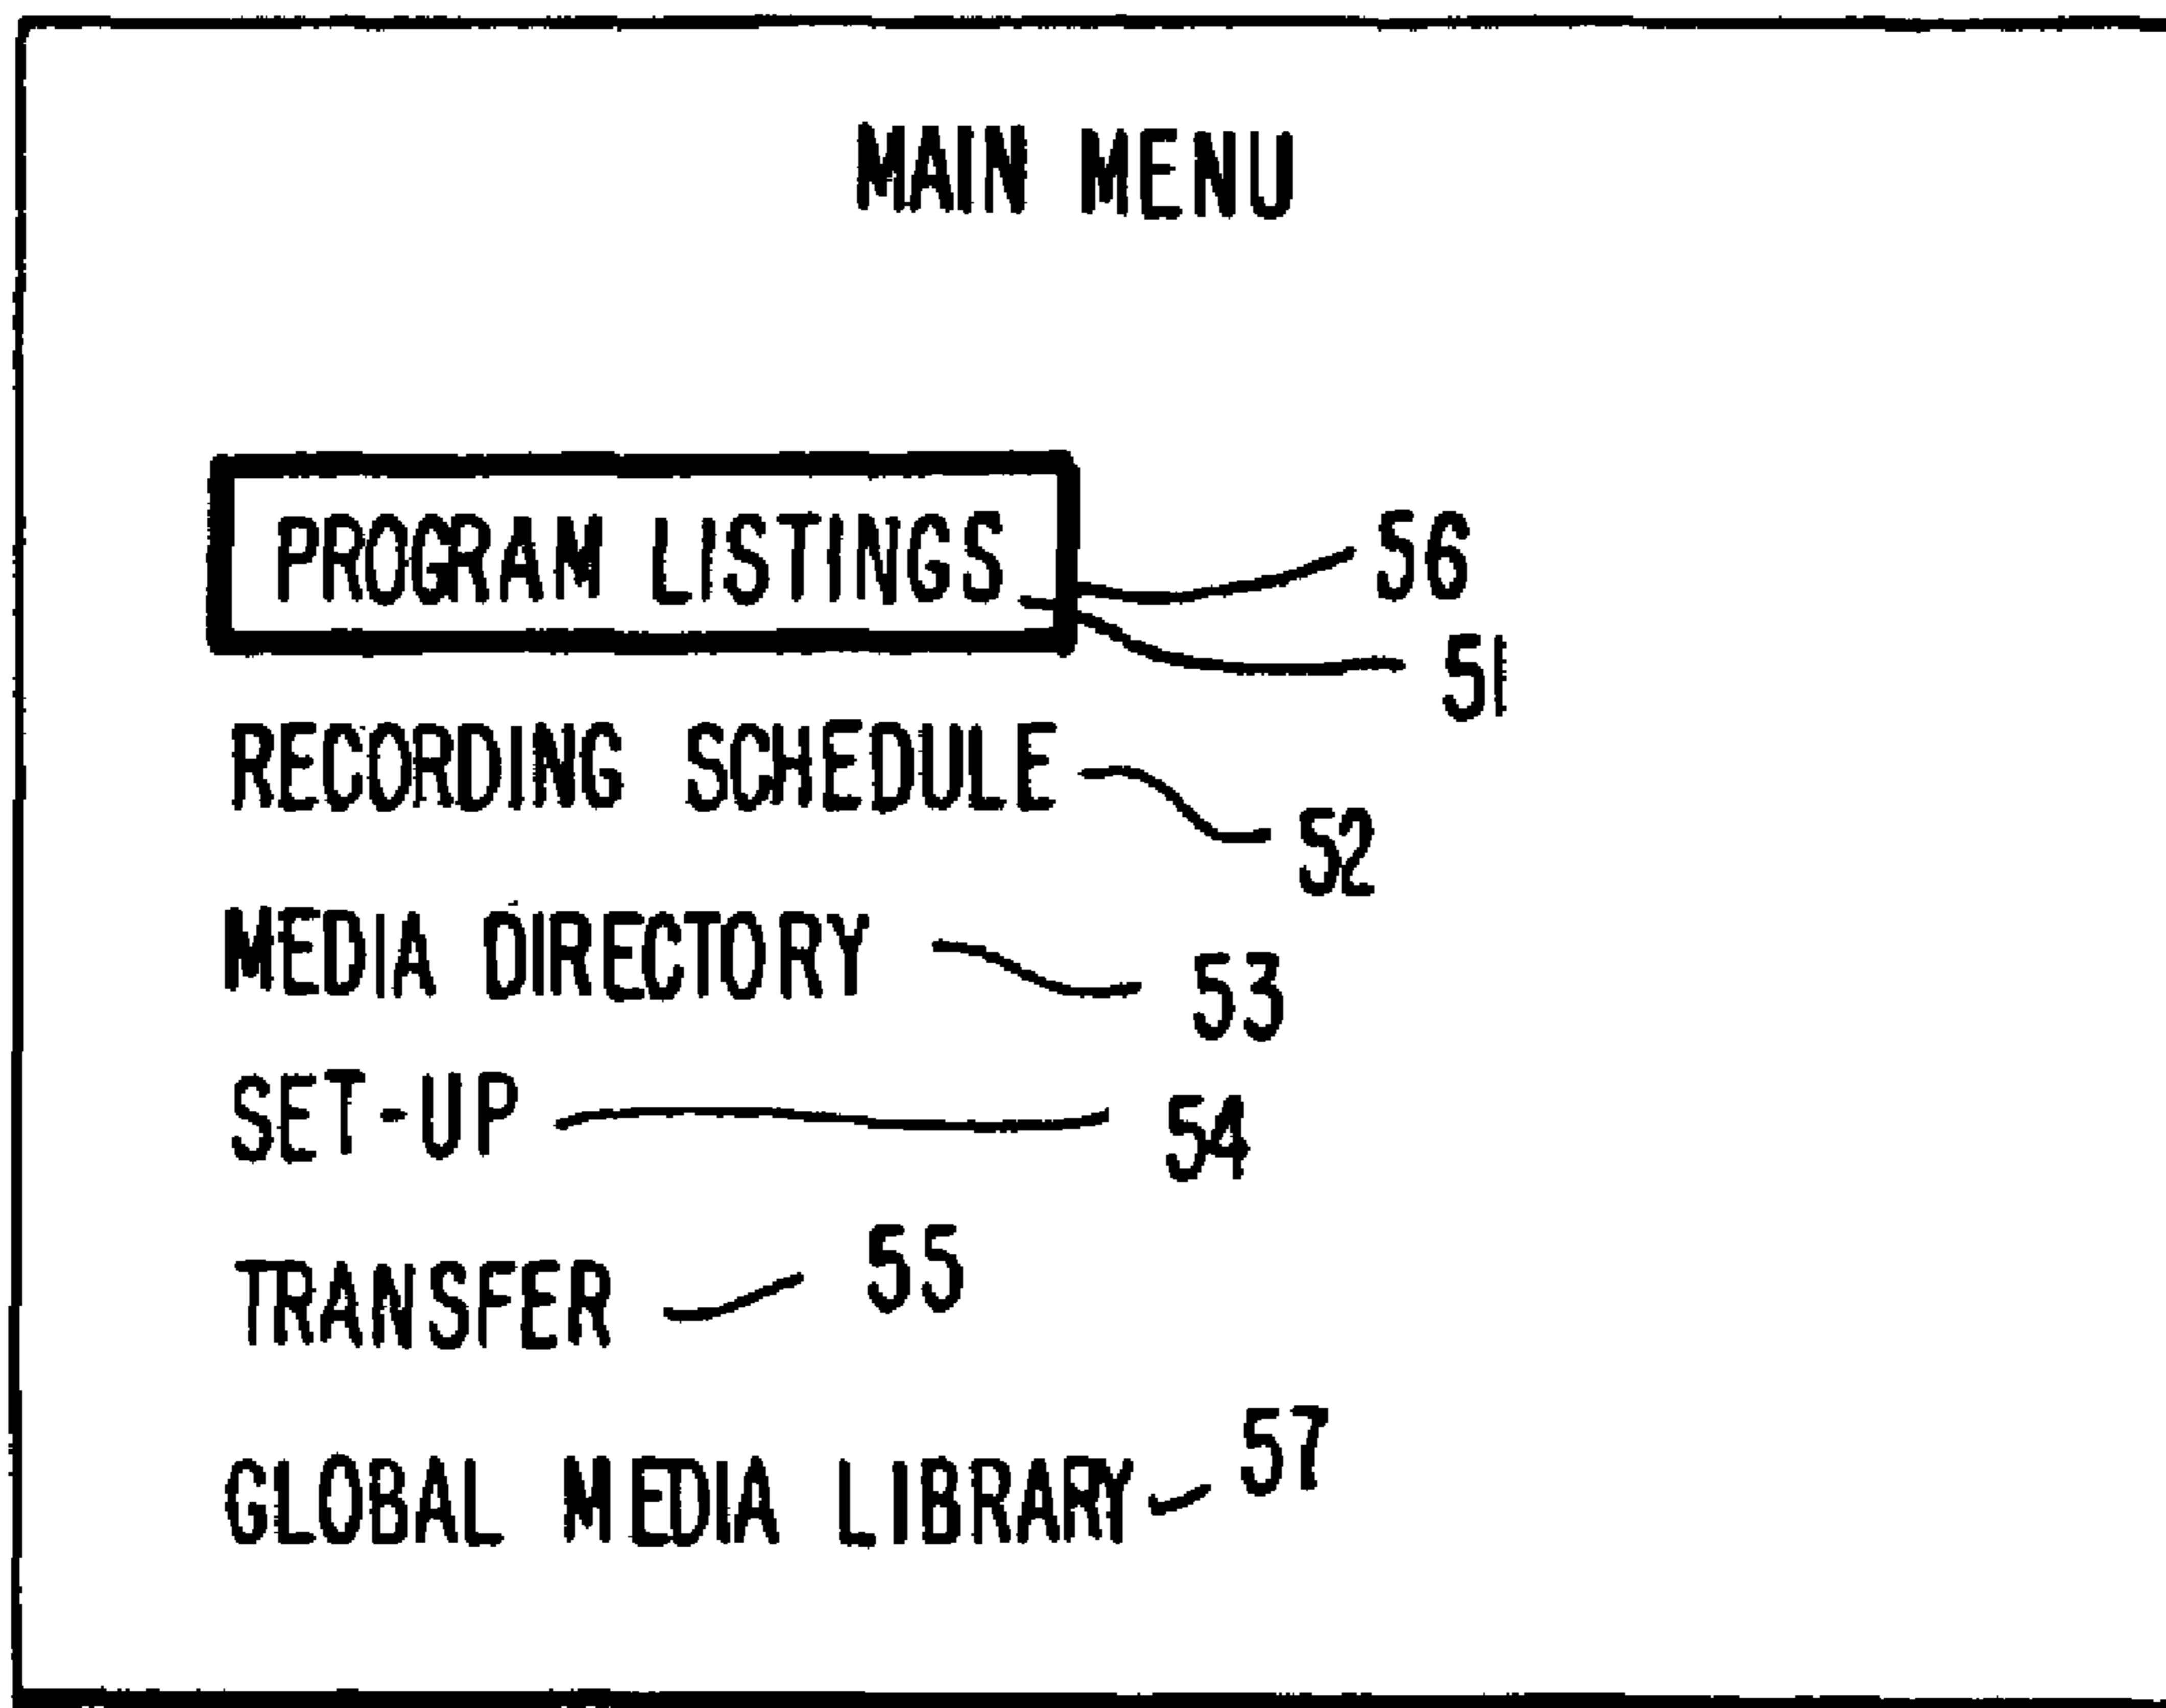 MAIN MENU
PROGRAM LISTINGS 56
51
RECORDING SCHEDULE
52
MEDIA DIRECTORY 53
SET-UP 54
TRANSFER 55
GLOBAL MEDIA LIBRARY 57